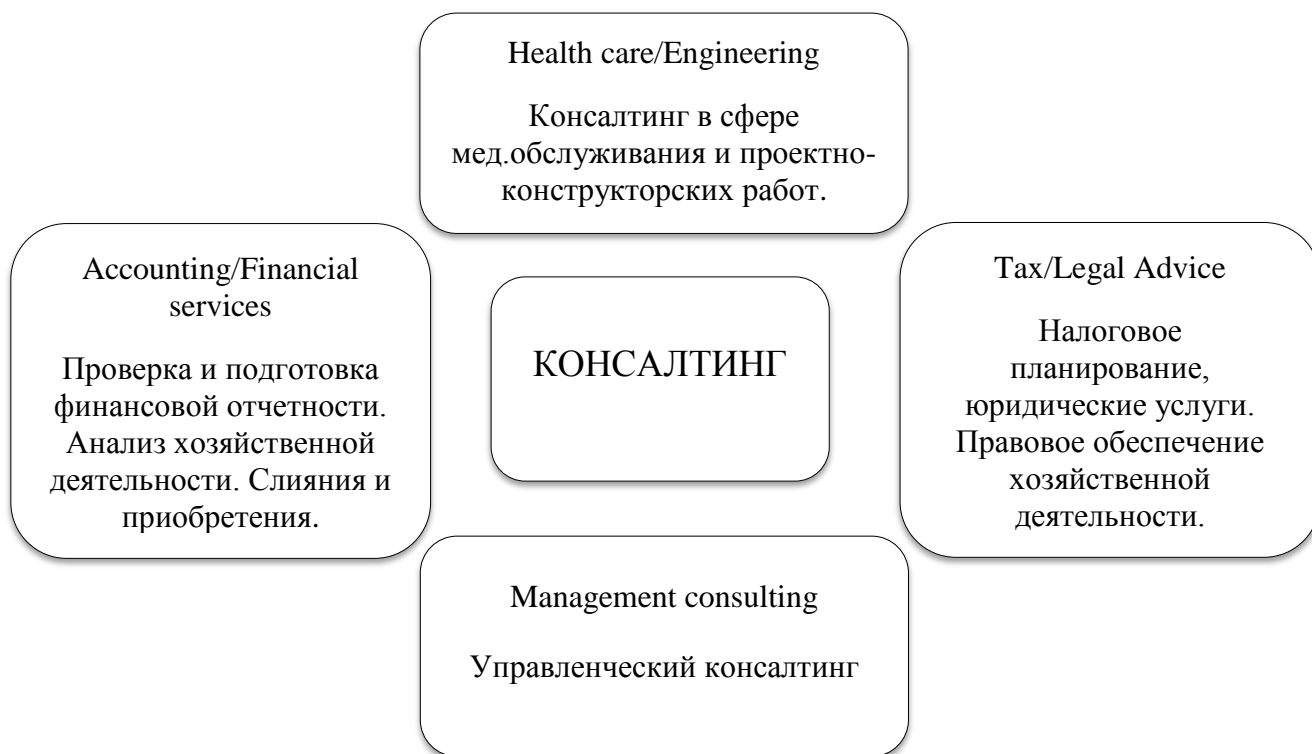 Health care/Engineering
Консалтинг в сфере
мед.обслуживания и проектно-
конструкторских работ.
Accounting/Financial
services
Проверка и подготовка
финансовой отчетности.
Анализ хозяйственной
деятельности. Слияния и
приобретения.
КОНСАЛТИНГ
Tax/Legal Advice
Налоговое
планирование,
юридические услуги.
Правовое обеспечение
хозяйственной
деятельности.
Management consulting
Управленческий консалтинг